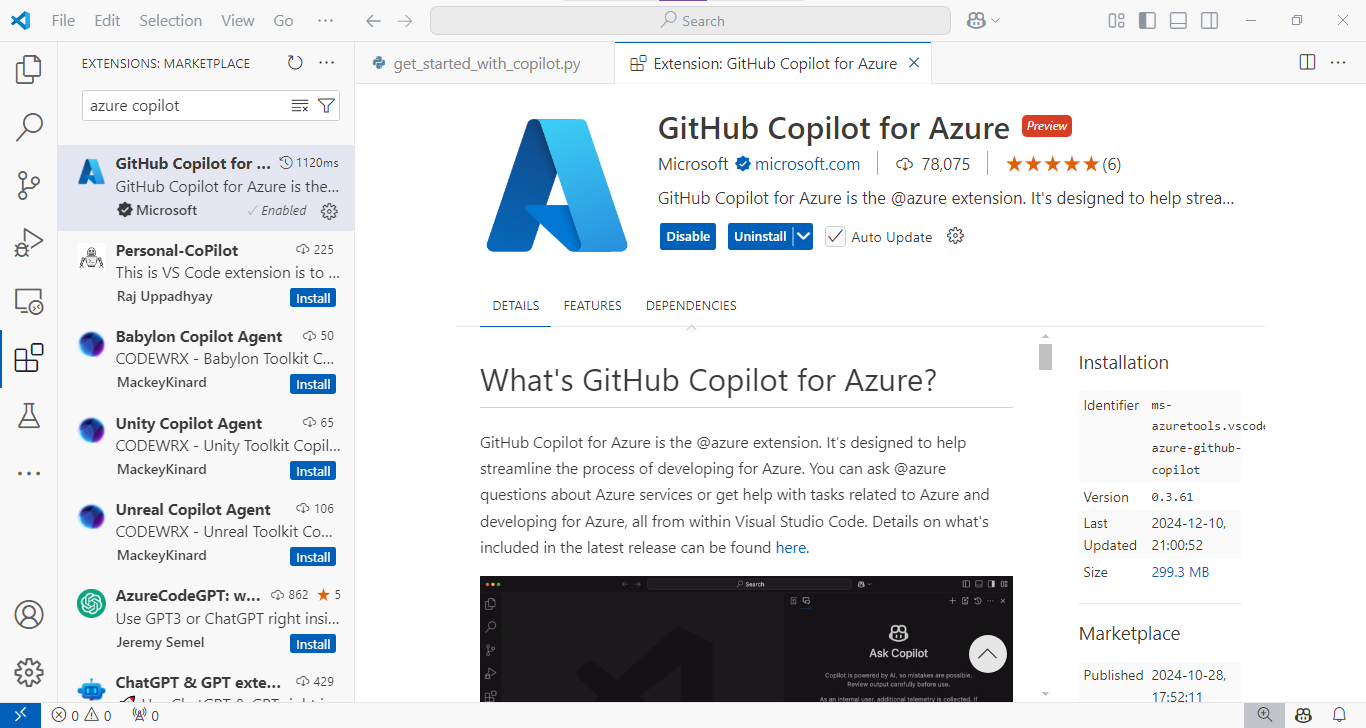 File Edit Selection View Go ··· Search
EXTENSIONS: MARKETPLACE
get_started_with_copilot.py
Extension: GitHub Copilot for Azure
azure copilot
GitHub Copilot for ... 1120ms
GitHub Copilot for Azure is the...
Microsoft Enabled
Personal-CoPilot 225
This is VS Code extension is to ...
Raj Uppadhyay Install
Babylon Copilot Agent 50
CODEWRX - Babylon Toolkit C...
MackeyKinard Install
Unity Copilot Agent 65
CODEWRX - Unity Toolkit Copil...
MackeyKinard Install
Unreal Copilot Agent 106
CODEWRX - Unreal Toolkit Co...
MackeyKinard Install
AzureCodeGPT: w... 862 ★ 5
Use GPT3 or ChatGPT right insi...
Jeremy Semel Install
ChatGPT & GPT exte... 429
GitHub Copilot for Azure Preview
Microsoft microsoft.com 78,075 ★★★★★(6)
GitHub Copilot for Azure is the @azure extension. It's designed to help strea...
Disable Uninstall Auto Update
DETAILS FEATURES DEPENDENCIES
What's GitHub Copilot for Azure?
GitHub Copilot for Azure is the @azure extension. It’s designed to help
streamline the process of developing for Azure. You can ask @azure
questions about Azure services or get help with tasks related to Azure and
developing for Azure, all from within Visual Studio Code. Details on what's
included in the latest release can be found here.
Search
Ask Copilot
Copilot is powered by AI, so mistakes are possible.
Review output carefully before use.
As an internal user, additional telemetry is collected, if
Installation
Identifier ms-
azuretools.vscode
azure-github-
copilot
Version 0.3.61
Last 2024-12-10,
Updated 21:00:52
Size 299.3 MB
Marketplace
Published 2024-10-28,
17:52:11
0 0 0